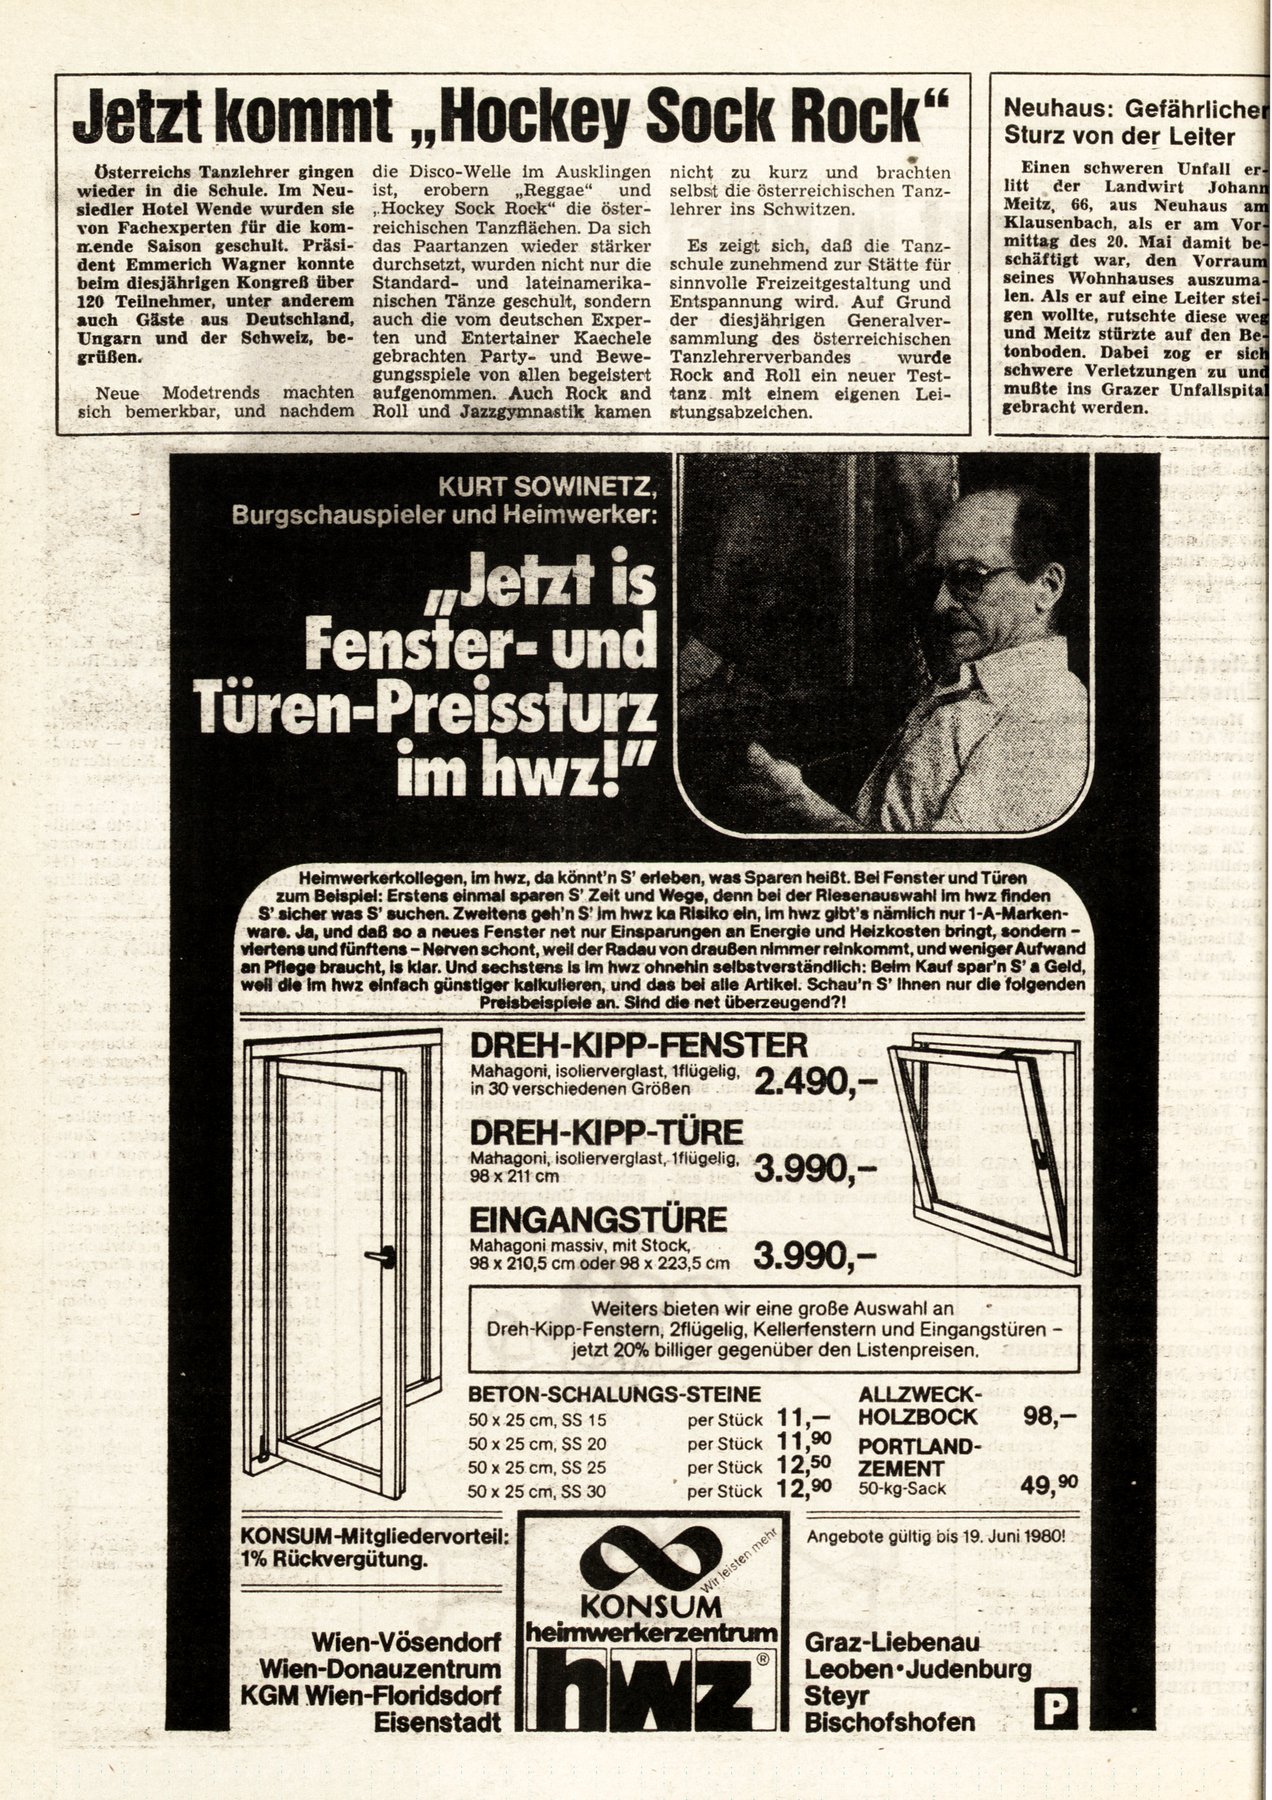 Jetzt kommt „Hockey Sock Rock“
Österreichs Tanzlehrer gingen
wieder in die Schule. Im Neu-
siedler Hotel Wende wurden sie
von Fachexperten für die kom-
mende Saison geschult. Präsi-
dent Emmerich Wagner konnte
beim diesjährigen Kongreß über
120 Teilnehmer, unter anderem
auch Gäste aus Deutschland,
Ungarn und der Schweiz, be-
grüßen.
Neue Modetrends machten
sich bemerkbar, und nachdem
die Disco-Welle im Ausklingen
ist, erobern „Reggae“ und
„Hockey Sock Rock“ die öster-
reichischen Tanzflächen. Da sich
das Paartanzen wieder stärker
durchsetzt, wurden nicht nur die
Standard- und lateinamerika-
nischen Tänze geschult, sondern
auch die vom deutschen Exper-
ten und Entertainer Kaechele
gebrachten Party- und Bewe-
gungsspiele von allen begeistert
aufgenommen. Auch Rock and
Roll und Jazzgymnastik kamen
nicht zu kurz und brachten
selbst die österreichischen Tanz-
lehrer ins Schwitzen.
Es zeigt sich, daß die Tanz-
schule zunehmend zur Stätte für
sinnvolle Freizeitgestaltung und
Entspannung wird. Auf Grund
der diesjährigen Generalver-
sammlung des österreichischen
Tanzlehrerverbandes wurde
Rock and Roll ein neuer Test-
tanz mit einem eigenen Lei-
stungsabzeichen.
Neuhaus: Gefährlicher
Sturz von der Leiter
Einen schweren Unfall er-
litt der Landwirt Johann
Meitz, 66, aus Neuhaus am
Klausenbach, als er am Vor-
mittag des 20. Mai damit be-
schäftigt war, den Vorraum
seines Wohnhauses auszuma-
len. Als er auf eine Leiter stei-
gen wollte, rutschte diese weg
und Meitz stürzte auf den Be-
tonboden. Dabei zog er sich
schwere Verletzungen zu und
mußte ins Grazer Unfallspital
gebracht werden.
KURT SOWINETZ,
Burgschauspieler und Heimwerker:
„Jetzt is
Fenster- und
Türen-Preissturz
im hwz!”
Heimwerkerkollegen, im hwz, da könnt'n S' erleben, was Sparen heißt. Bei Fenster und Türen
zum Beispiel: Erstens einmal sparen S' Zeit und Wege, denn bei der Riesenauswahl im hwz finden
S' sicher was S' suchen. Zweitens geh'n S' im hwz ka Risiko ein, im hwz gibt's nämlich nur 1-A-Marken-
ware. Ja, und daß so a neues Fenster net nur Einsparungen an Energie und Heizkosten bringt, sondern –
viertens und fünftens – Nerven schont, weil der Radau von draußen nimmer reinkommt, und weniger Aufwand
an Pflege braucht, is klar. Und sechstens is im hwz ohnehin selbstverständlich: Beim Kauf spar'n S' a Geld,
weil die im hwz einfach günstiger kalkulieren, und das bei alle Artikel. Schau'n S' Ihnen nur die folgenden
Preisbeispiele an. Sind die net überzeugend?!
DREH-KIPP-FENSTER
Mahagoni, isolierverglast, 1flügelig,
in 30 verschiedenen Größen 2.490,–
DREH-KIPP-TÜRE
Mahagoni, isolierverglast, 1flügelig,
98 x 211 cm 3.990,–
EINGANGSTÜRE
Mahagoni massiv, mit Stock,
98 x 210,5 cm oder 98 x 223,5 cm 3.990,–
Weiters bieten wir eine große Auswahl an
Dreh-Kipp-Fenstern, 2flügelig, Kellerfenstern und Eingangstüren –
jetzt 20% billiger gegenüber den Listenpreisen.
BETON-SCHALUNGS-STEINE
50 x 25 cm, SS 15 per Stück 11,–
50 x 25 cm, SS 20 per Stück 11,90
50 x 25 cm, SS 25 per Stück 12,50
50 x 25 cm, SS 30 per Stück 12,90
ALLZWECK-
HOLZBOCK 98,–
PORTLAND-
ZEMENT
50-kg-Sack 49,90
KONSUM-Mitgliedervorteil:
1% Rückvergütung.
Wien-Vösendorf
Wien-Donauzentrum
KGM Wien-Floridsdorf
Eisenstadt
Wir leisten mehr
KONSUM
heimwerkerzentrum
hwz®
Angebote gültig bis 19. Juni 1980!
Graz-Liebenau
Leoben • Judenburg
Steyr
Bischofshofen
P